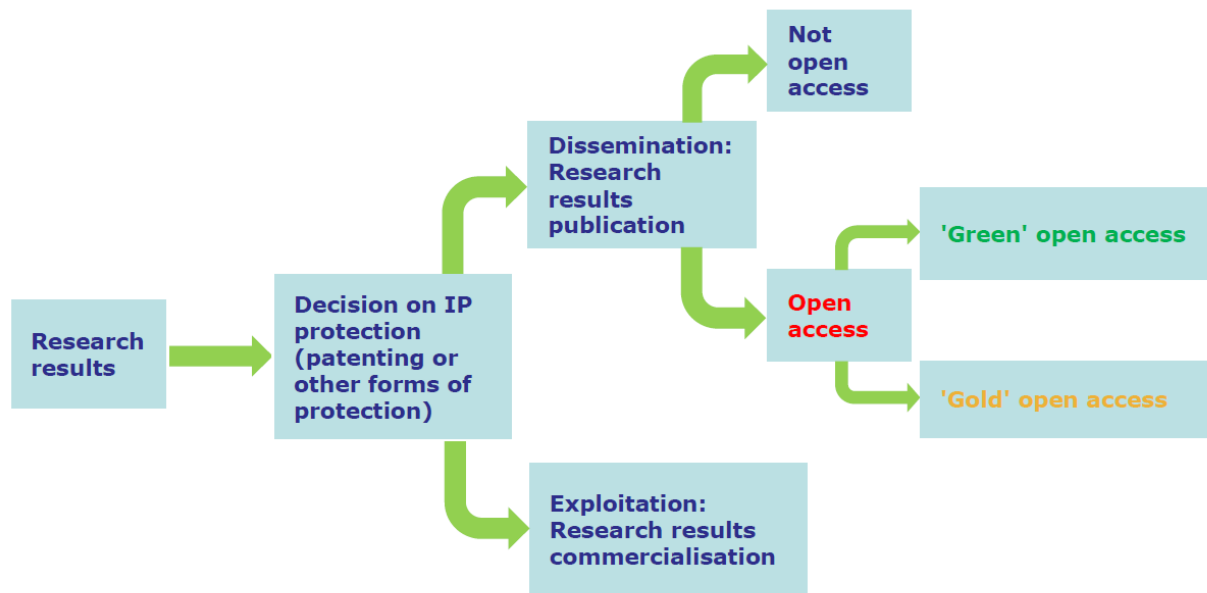 Research
results
Decision on IP
protection
(patenting or
other forms of
protection)
Dissemination:
Research
results
publication
Exploitation:
Research results
commercialisation
Not
open
access
Open
access
'Green' open access
'Gold' open access